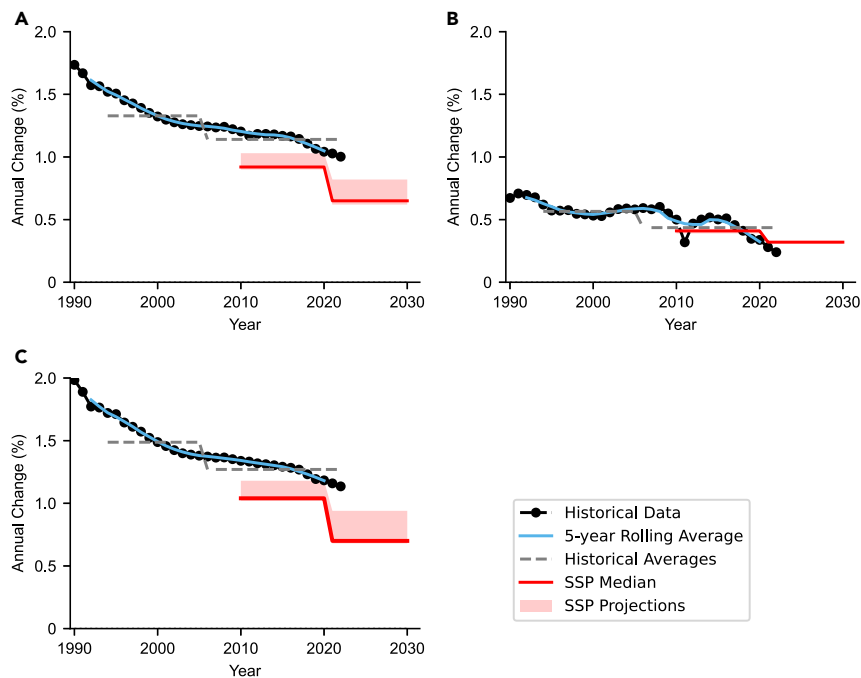 A
2.0
1.5
1.0
0.5
0
Annual Change (%)
1990
2000
2010
2020
2030
Year
B
2.0
1.5
1.0
0.5
0
Annual Change (%)
1990
2000
2010
2020
2030
Year
C
2.0
1.5
1.0
0.5
0
Annual Change (%)
1990
2000
2010
2020
2030
Year
Historical Data
5-year Rolling Average
Historical Averages
SSP Median
SSP Projections